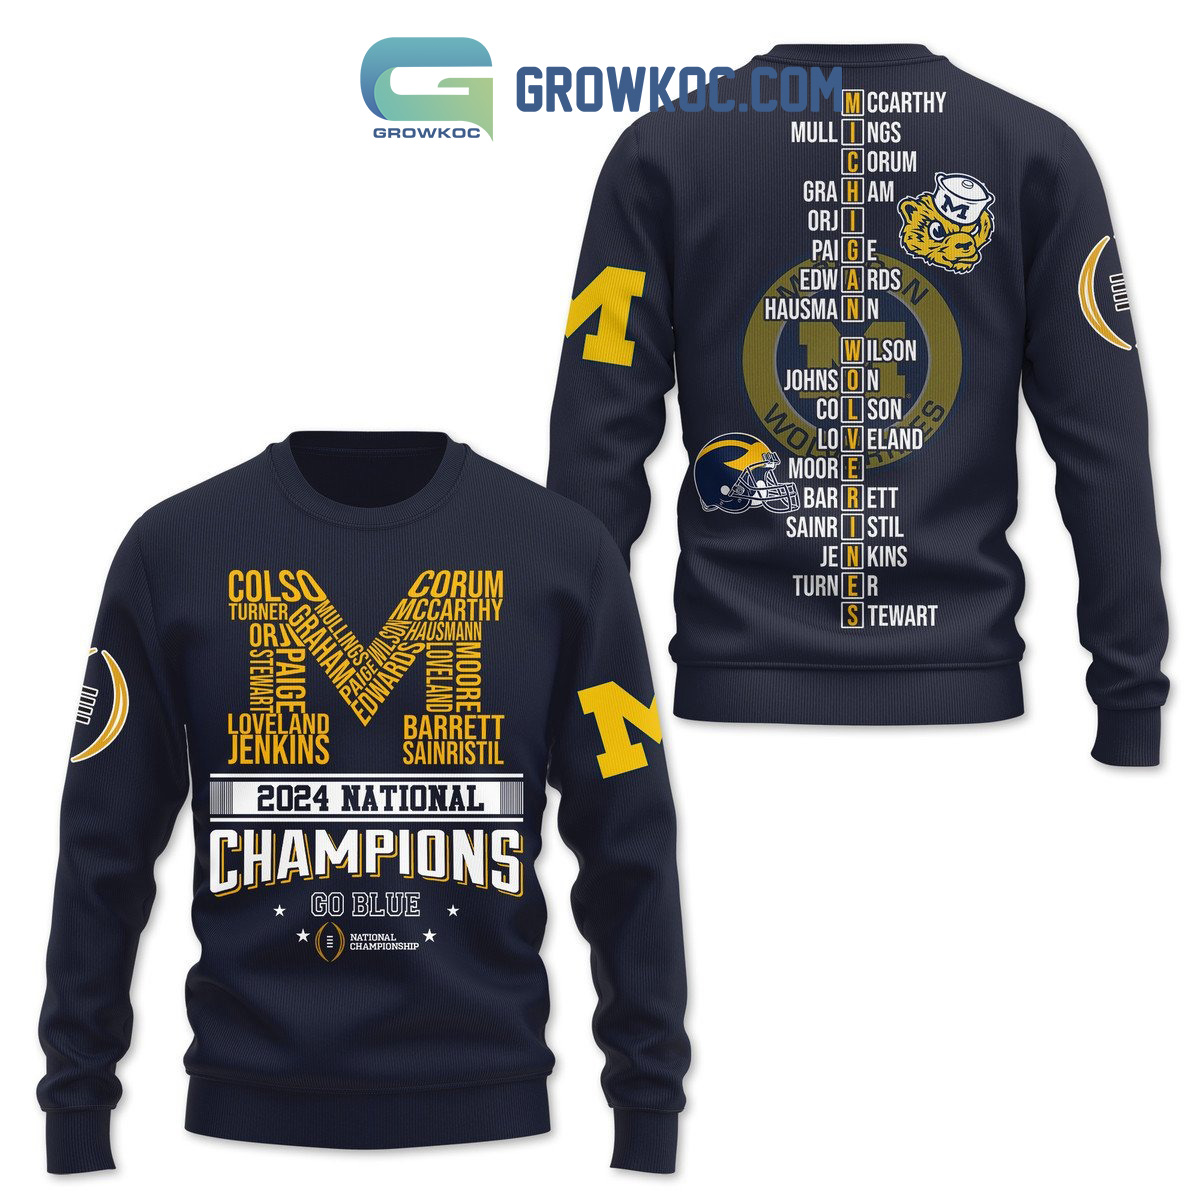 GROWKOC
GROWKOC.COM
MCCARTHY
MULLINGS
CORUM
GRAHAM
ORJI
PAIGE
EDWARDS
HAUSMANN
WILSON
JOHNSON
COLSON
LOVELAND
MOORE
BARRETT
SAINRISTIL
JENKINS
TURNER
STEWART
M
M
M
COLSO
TURNER
ORJI
STEWART
PAIGE
GRAHAM
MULLINGS
PAIGE
WILSON
EDWARDS
CORUM
MCCARTHY
HAUSMANN
LOVELAND
MOORE
LOVELAND
JENKINS
BARRETT
SAINRISTIL
M
2024 NATIONAL
CHAMPIONS
GO BLUE
NATIONAL
CHAMPIONSHIP